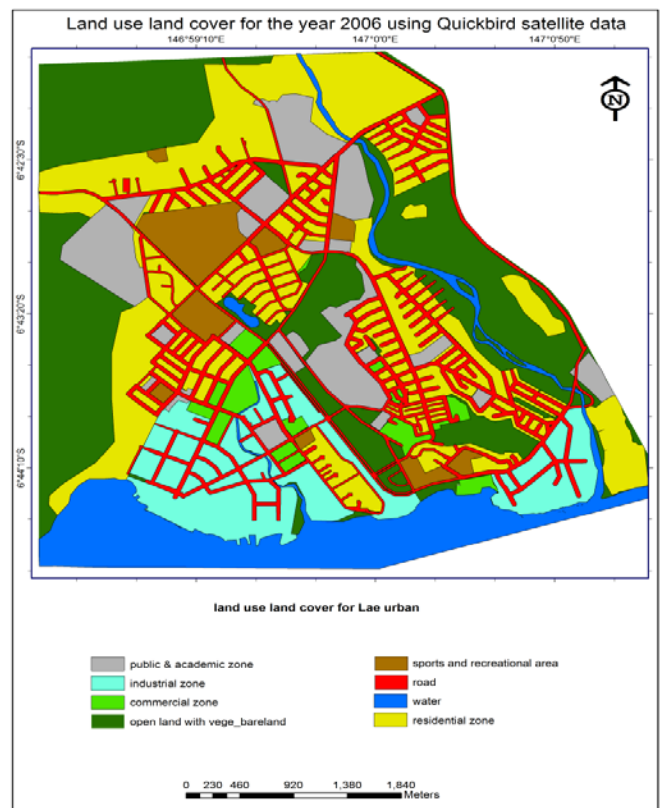 Land use land cover for the year 2006 using Quickbird satellite data
146°59'10"E 147°0'0"E 147°0'50"E
N
6°42'30"S
6°43'20"S
6°44'10"S
land use land cover for Lae urban
public & academic zone
industrial zone
commercial zone
open land with vege_bareland
sports and recreational area
road
water
residential zone
0 230 460 920 1,380 1,840
Meters